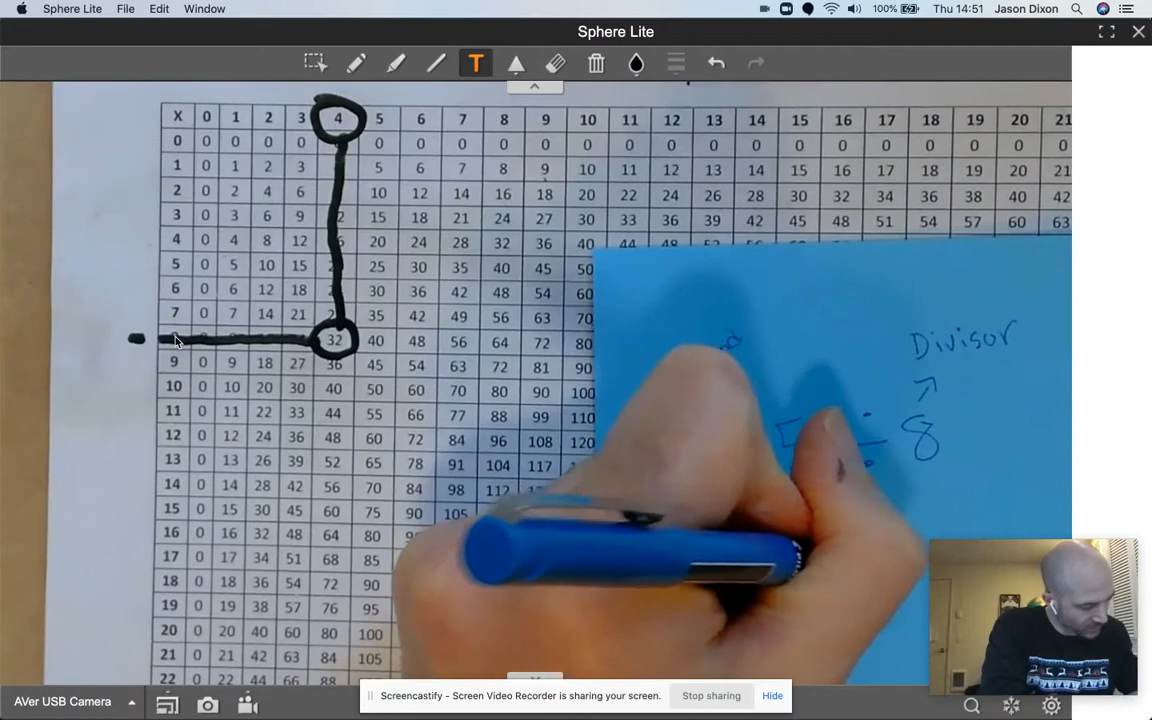 Sphere Lite File Edit Window 100% Thu 14:51 Jason Dixon
Sphere Lite
T
X 0 1 2 3 4 5 6 7 8 9 10 11 12 13 14 15 16 17 18 19 20 21
0 0 0 0 0 0 0 0 0 0 0 0 0 0 0 0 0 0 0 0 0 0
1 0 1 2 3 5 6 7 8 9 10 11 12 13 14 15 16 17 18 19 20 21
2 0 2 4 6 10 12 14 16 18 20 22 24 26 28 30 32 34 36 38 40 42
3 0 3 6 9 15 18 21 24 27 30 33 36 39 42 45 48 51 54 57 60 63
4 0 4 8 12 20 24 28 32 36 40 44 48 52
5 0 5 10 15 25 30 35 40 45 50
6 0 6 12 18 30 36 42 48 54 60
7 0 7 14 21 35 42 49 56 63 70
32 40 48 56 64 72 80
9 0 9 18 27 36 45 54 63 72 81 90
10 0 10 20 30 40 50 60 70 80 90 100
11 0 11 22 33 44 55 66 77 88 99 110
12 0 12 24 36 48 60 72 84 96 108 120
13 0 13 26 39 52 65 78 91 104 117
14 0 14 28 42 56 70 84 98 112
15 0 15 30 45 60 75 90 105
16 0 16 32 48 64 80
17 0 17 34 51 68 85
18 0 18 36 54 72 90
19 0 19 38 57 76 95
20 0 20 40 60 80 100
21 0 21 42 63 84 105
22 0 22 44 66 88
Divisor
÷ 8
AVer USB Camera
Screencastify - Screen Video Recorder is sharing your screen. Stop sharing Hide